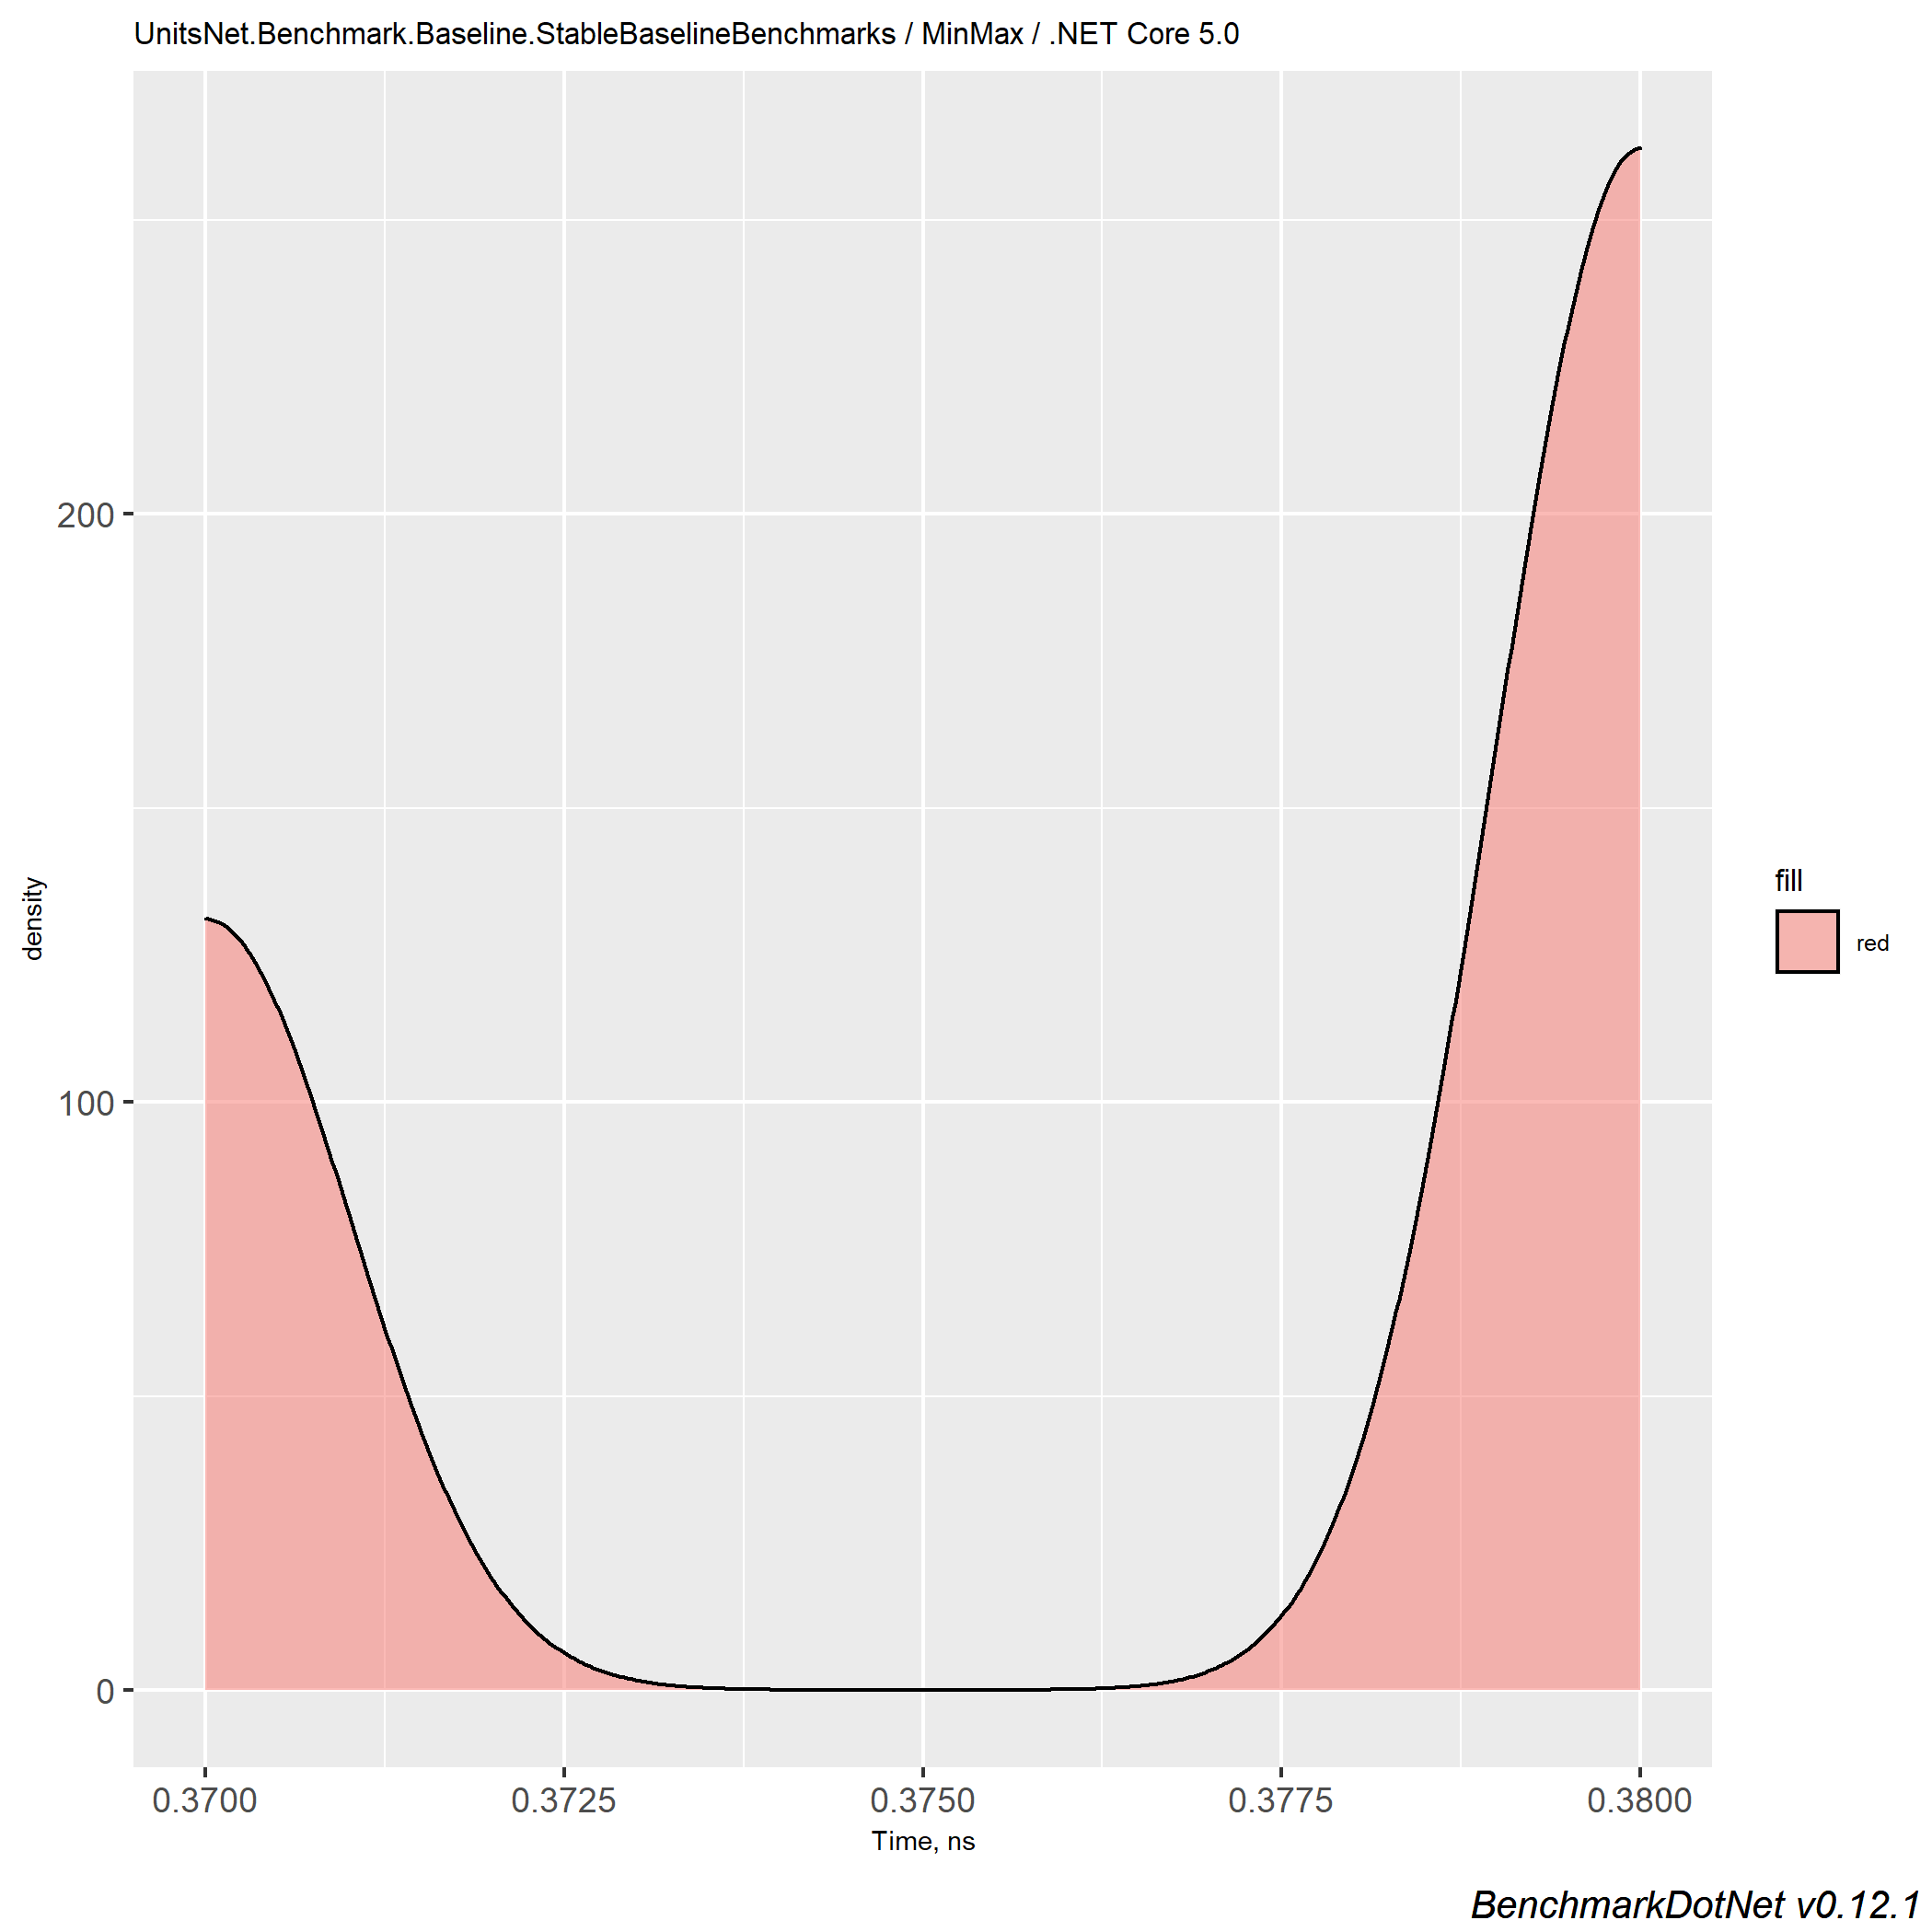 UnitsNet.Benchmark.Baseline.StableBaselineBenchmarks / MinMax / .NET Core 5.0
density
200
100
0
0.3700 0.3725 0.3750 0.3775 0.3800
Time, ns
fill
red
BenchmarkDotNet v0.12.1